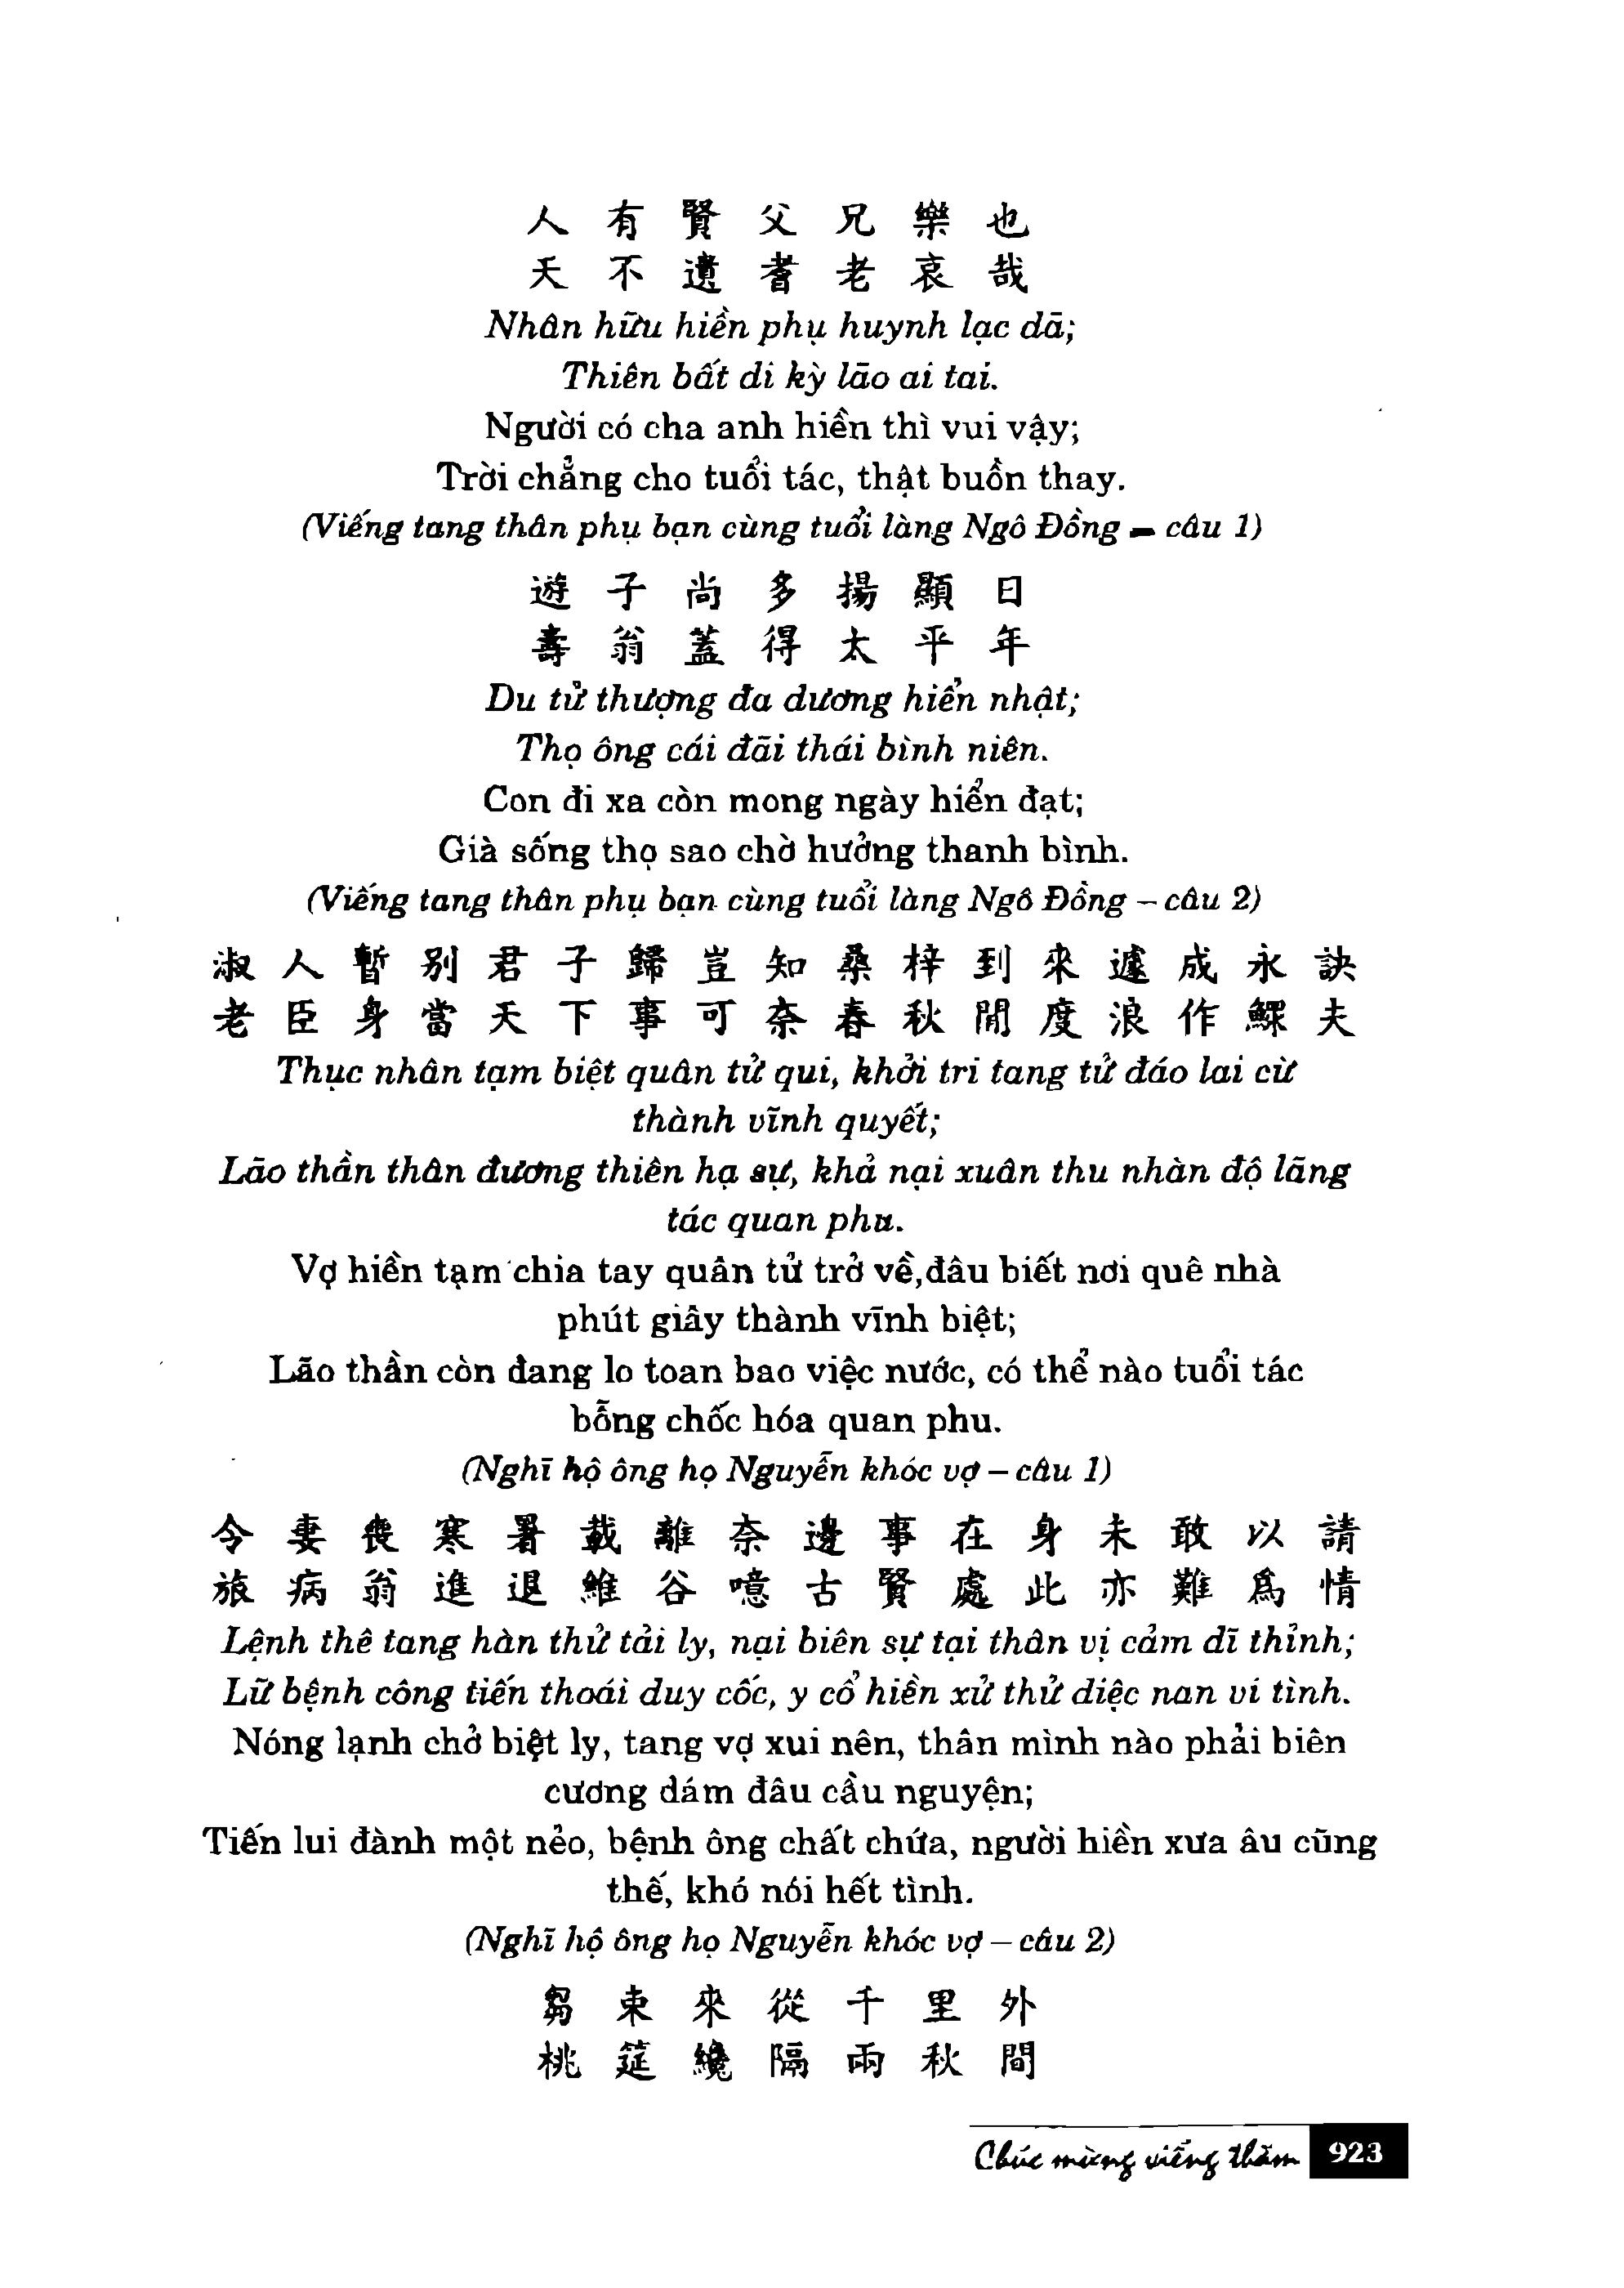 人有賢父兄樂也
天不遺耆老哀哉
Nhân hữu hiền phụ huynh lạc dã;
Thiên bất di kỳ lão ai tai.
Người có cha anh hiền thì vui vậy;
Trời chẳng cho tuổi tác, thật buồn thay.
(Viếng tang thân phụ bạn cùng tuổi làng Ngô Đồng – câu 1)
遊子尚多揚顯日
壽翁蓋得太平年
Du tử thượng đa dương hiển nhật;
Thọ ông cái đãi thái bình niên.
Con đi xa còn mong ngày hiển đạt;
Già sống thọ sao chờ hưởng thanh bình.
(Viếng tang thân phụ bạn cùng tuổi làng Ngô Đồng – câu 2)
淑人暫別君子歸豈知桑梓到來遽成永訣
老臣身當天下事可奈春秋閒度浪作鰥夫
Thục nhân tạm biệt quân tử qui, khởi tri tang tử đáo lai cừ
thành vĩnh quyết;
Lão thần thân đương thiên hạ sự, khả nại xuân thu nhàn độ lãng
tác quan phu.
Vợ hiền tạm chia tay quân tử trở về,đâu biết nơi quê nhà
phút giây thành vĩnh biệt;
Lão thần còn đang lo toan bao việc nước, có thể nào tuổi tác
bỗng chốc hóa quan phu.
(Nghĩ hộ ông họ Nguyễn khóc vợ – câu 1)
令妻喪寒署載離奈邊事在身未敢以請
旅病翁進退維谷噫古賢處此亦難爲情
Lệnh thê tang hàn thử tải ly, nại biên sự tại thân vị cảm dĩ thỉnh;
Lữ bệnh công tiến thoái duy cốc, y cổ hiền xử thử diệc nan vi tình.
Nóng lạnh chở biệt ly, tang vợ xui nên, thân mình nào phải biên
cương dám đâu cầu nguyện;
Tiến lui đành một nẻo, bệnh ông chất chứa, người hiền xưa âu cũng
thế, khó nói hết tình.
(Nghĩ hộ ông họ Nguyễn khóc vợ – câu 2)
芻東來從千里外
桃筵纔隔兩秋間
Chúc mừng viếng thăm 923